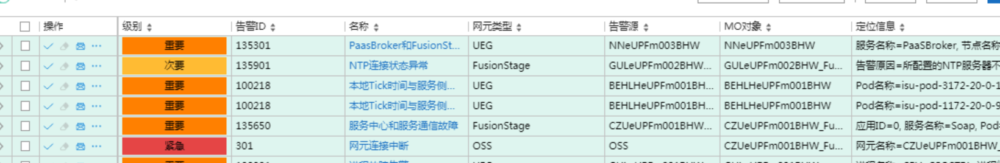 操作 级别 告警ID 名称 网元类型 告警源 MO对象 定位信息
重要 135301 PaasBroker和FusionSt... UEG NNeUPFm003BHW NNeUPFm003BHW 服务名称=PaaSBroker, 节点名称
次要 135901 NTP连接状态异常 FusionStage GULeUPFm002BHW... GULeUPFm002BHW_Fu... 告警原因=所配置的NTP服务器不
重要 100218 本地Tick时间与服务侧... UEG BEHLHeUPFm001BH... BEHLHeUPFm001BHW Pod名称=isu-pod-3172-20-0-1
重要 100218 本地Tick时间与服务侧... UEG BEHLHeUPFm001BH... BEHLHeUPFm001BHW Pod名称=isu-pod-1172-20-0-9
重要 135650 服务中心和服务通信故障 FusionStage CZUeUPFm001BHW... CZUeUPFm001BHW_Fu... 应用ID=0, 服务名称=Soap, Pod
紧急 301 网元连接中断 OSS OSS CZUeUPFm001BHW_Fu... 网元名称=CZUeUPFm001BHW_